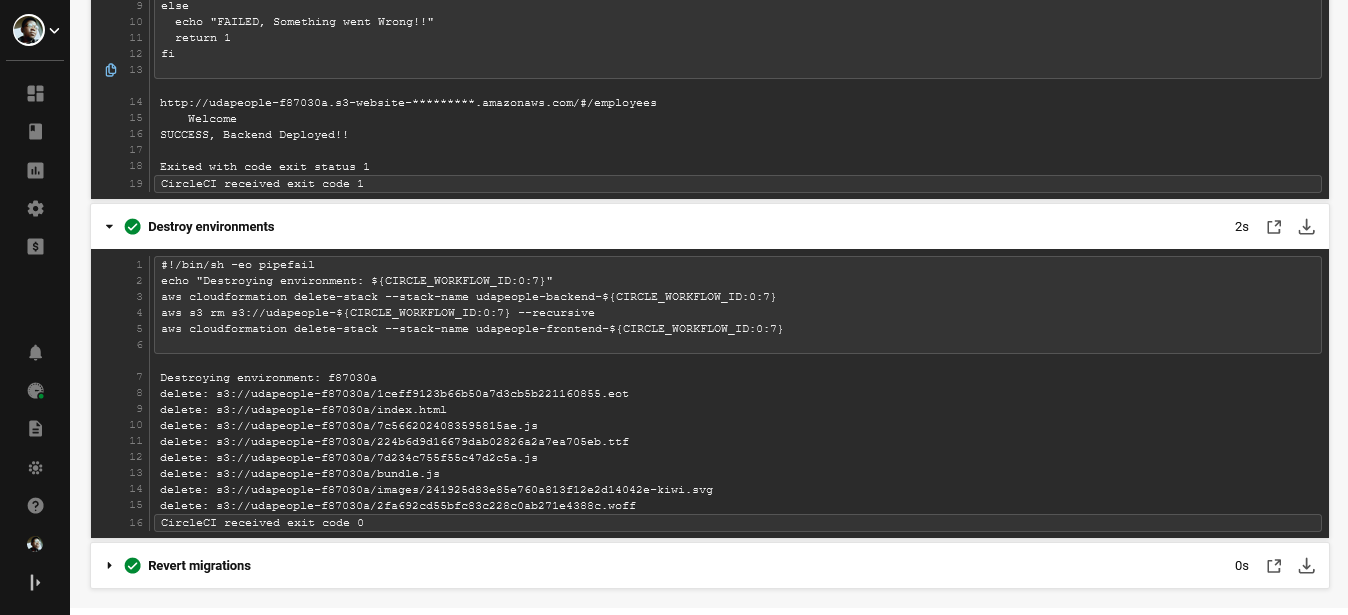 9 else
10 echo "FAILED, Something went Wrong!!"
11 return 1
12 fi
13
14 http://udapeople-f87030a.s3-website-*********.amazonaws.com/#/employees
15 Welcome
16 SUCCESS, Backend Deployed!!
17
18 Exited with code exit status 1
19 CircleCI received exit code 1
Destroy environments 2s
1 #!/bin/sh -eo pipefail
2 echo "Destroying environment: ${CIRCLE_WORKFLOW_ID:0:7}"
3 aws cloudformation delete-stack --stack-name udapeople-backend-${CIRCLE_WORKFLOW_ID:0:7}
4 aws s3 rm s3://udapeople-${CIRCLE_WORKFLOW_ID:0:7} --recursive
5 aws cloudformation delete-stack --stack-name udapeople-frontend-${CIRCLE_WORKFLOW_ID:0:7}
6
7 Destroying environment: f87030a
8 delete: s3://udapeople-f87030a/1ceff9123b66b50a7d3cb5b221160855.eot
9 delete: s3://udapeople-f87030a/index.html
10 delete: s3://udapeople-f87030a/7c5662024083595815ae.js
11 delete: s3://udapeople-f87030a/224b6d9d16679dab02826a2a7ea705eb.ttf
12 delete: s3://udapeople-f87030a/7d234c755f55c47d2c5a.js
13 delete: s3://udapeople-f87030a/bundle.js
14 delete: s3://udapeople-f87030a/images/241925d83e85e760a813f12e2d14042e-kiwi.svg
15 delete: s3://udapeople-f87030a/2fa692cd55bfc83c228c0ab271e4388c.woff
16 CircleCI received exit code 0
Revert migrations 0s